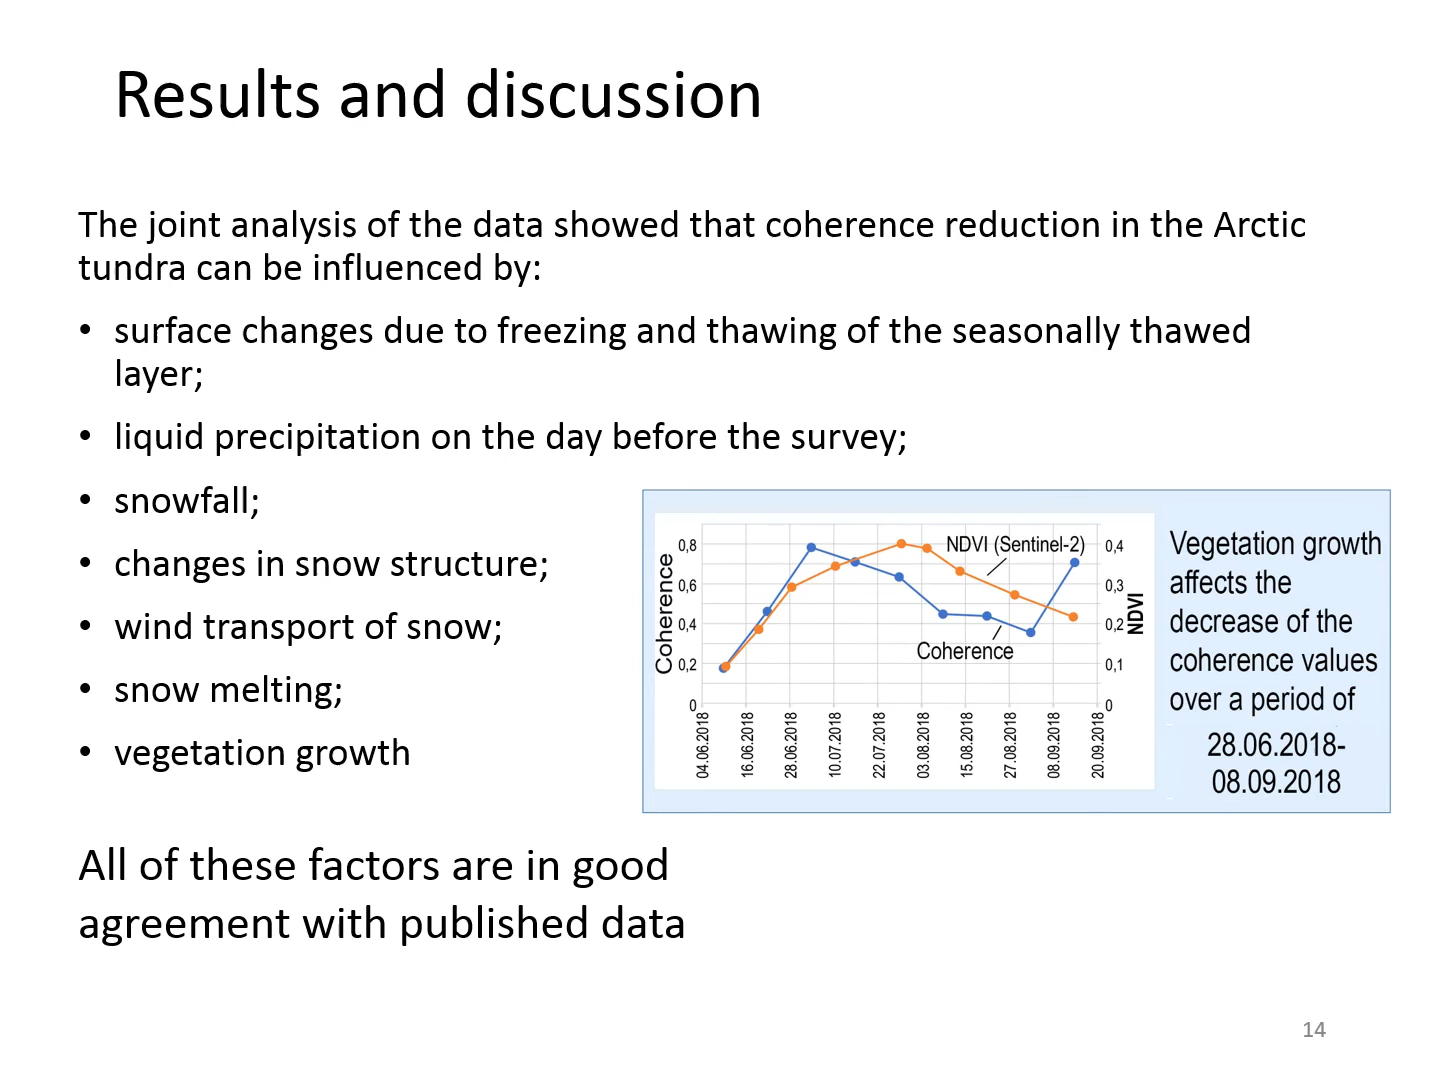 Results and discussion
The joint analysis of the data showed that coherence reduction in the Arctic
tundra can be influenced by:
• surface changes due to freezing and thawing of the seasonally thawed
layer;
• liquid precipitation on the day before the survey;
• snowfall;
• changes in snow structure;
• wind transport of snow;
• snow melting;
• vegetation growth
Coherence
0,8
0,6
0,4
0,2
0
NDVI (Sentinel-2)
Coherence
0,4
0,3
0,2
0,1
0
NDVI
04.06.2018
16.06.2018
28.06.2018
10.07.2018
22.07.2018
03.08.2018
15.08.2018
27.08.2018
08.09.2018
20.09.2018
Vegetation growth
affects the
decrease of the
coherence values
over a period of
28.06.2018-
08.09.2018
All of these factors are in good
agreement with published data
14